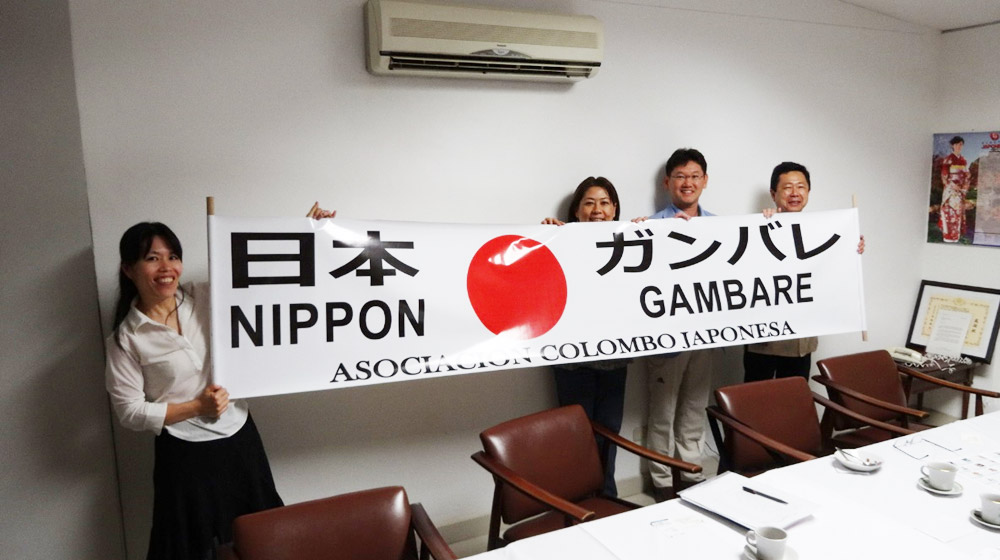 日本 ガンバレ
NIPPON GAMBARE
ASOCIACION COLOMBO JAPONESA